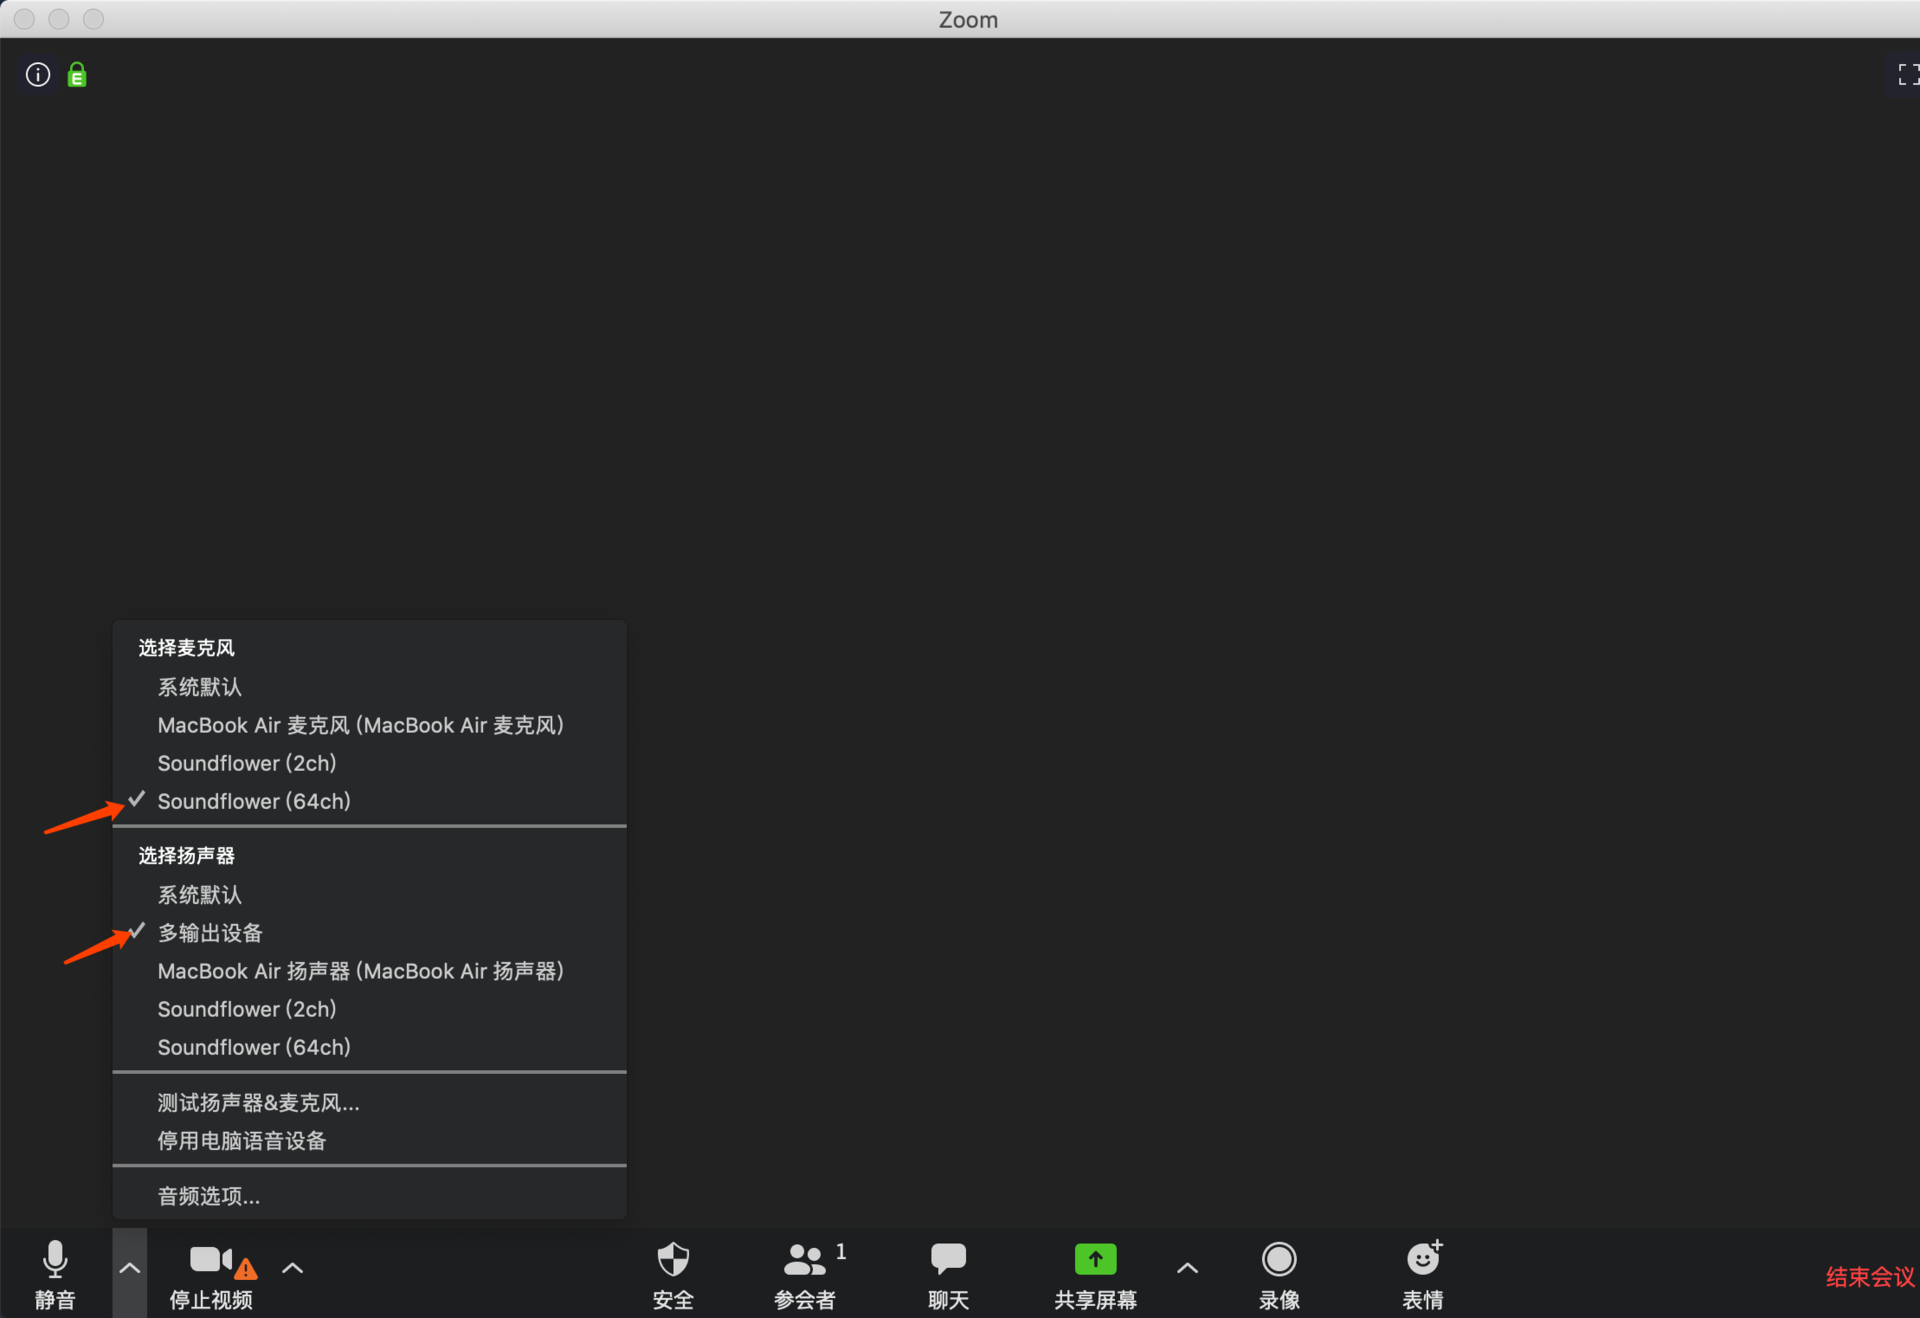 Zoom
选择麦克风
系统默认
MacBook Air 麦克风 (MacBook Air 麦克风)
Soundflower (2ch)
Soundflower (64ch)
选择扬声器
系统默认
多输出设备
MacBook Air 扬声器 (MacBook Air 扬声器)
Soundflower (2ch)
Soundflower (64ch)
测试扬声器&麦克风...
停用电脑语音设备
音频选项...
静音
停止视频
安全
参会者 1
聊天
共享屏幕
录像
表情
结束会议